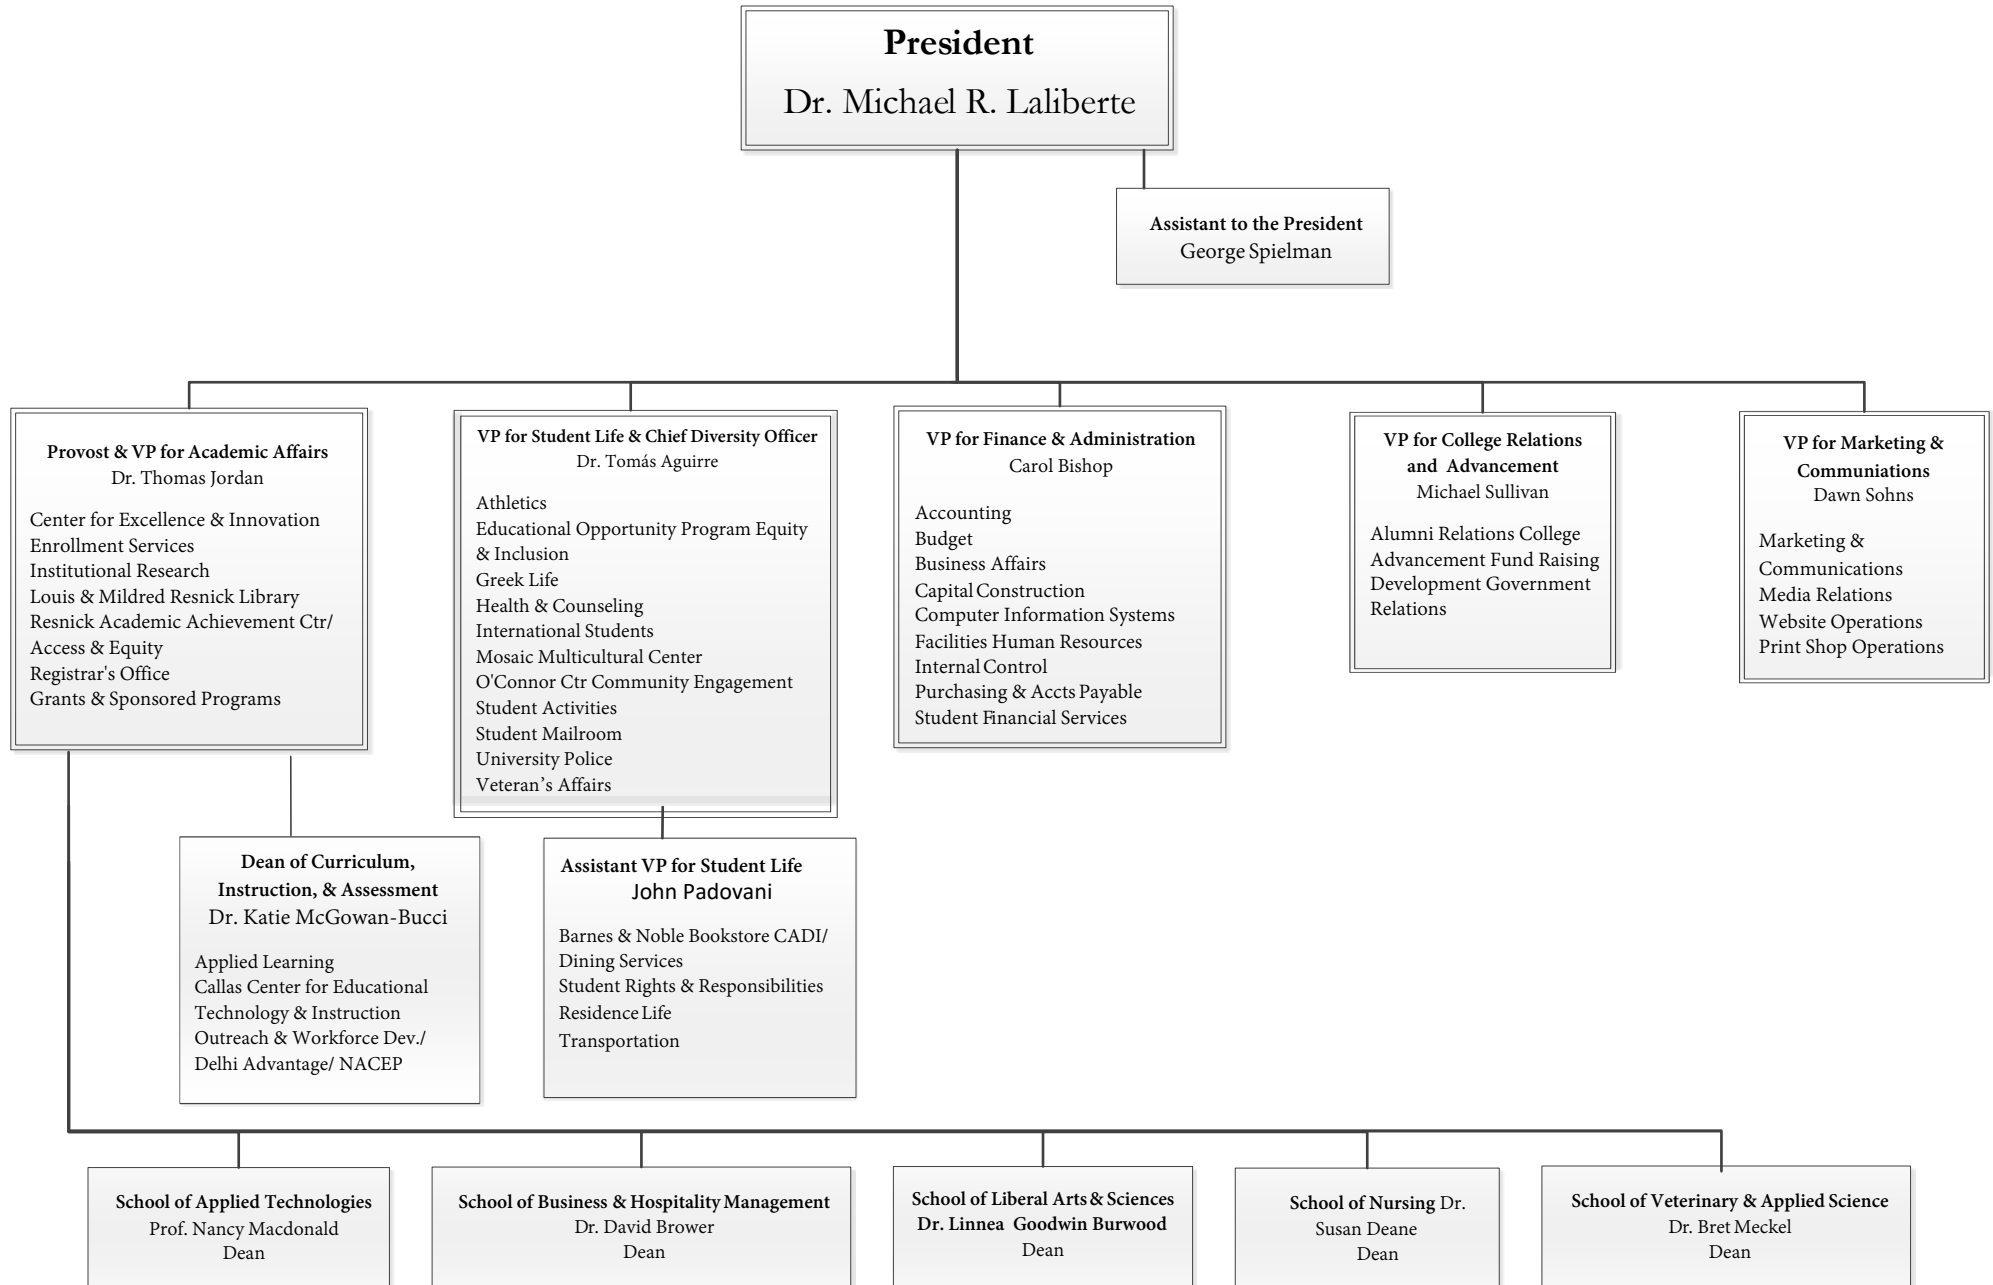 President
Dr. Michael R. Laliberte
Assistant to the President
George Spielman
Provost & VP for Academic Affairs
Dr. Thomas Jordan
Center for Excellence & Innovation
Enrollment Services
Institutional Research
Louis & Mildred Resnick Library
Resnick Academic Achievement Ctr/
Access & Equity
Registrar's Office
Grants & Sponsored Programs
VP for Student Life & Chief Diversity Officer
Dr. Tomás Aguirre
Athletics
Educational Opportunity Program Equity
& Inclusion
Greek Life
Health & Counseling
International Students
Mosaic Multicultural Center
O'Connor Ctr Community Engagement
Student Activities
Student Mailroom
University Police
Veteran’s Affairs
VP for Finance & Administration
Carol Bishop
Accounting
Budget
Business Affairs
Capital Construction
Computer Information Systems
Facilities Human Resources
Internal Control
Purchasing & Accts Payable
Student Financial Services
VP for College Relations
and Advancement
Michael Sullivan
Alumni Relations College
Advancement Fund Raising
Development Government
Relations
VP for Marketing &
Communiations
Dawn Sohns
Marketing &
Communications
Media Relations
Website Operations
Print Shop Operations
Dean of Curriculum,
Instruction, & Assessment
Dr. Katie McGowan-Bucci
Applied Learning
Callas Center for Educational
Technology & Instruction
Outreach & Workforce Dev./
Delhi Advantage/ NACEP
Assistant VP for Student Life
John Padovani
Barnes & Noble Bookstore CADI/
Dining Services
Student Rights & Responsibilities
Residence Life
Transportation
School of Applied Technologies
Prof. Nancy Macdonald
Dean
School of Business & Hospitality Management
Dr. David Brower
Dean
School of Liberal Arts & Sciences
Dr. Linnea Goodwin Burwood
Dean
School of Nursing Dr.
Susan Deane
Dean
School of Veterinary & Applied Science
Dr. Bret Meckel
Dean